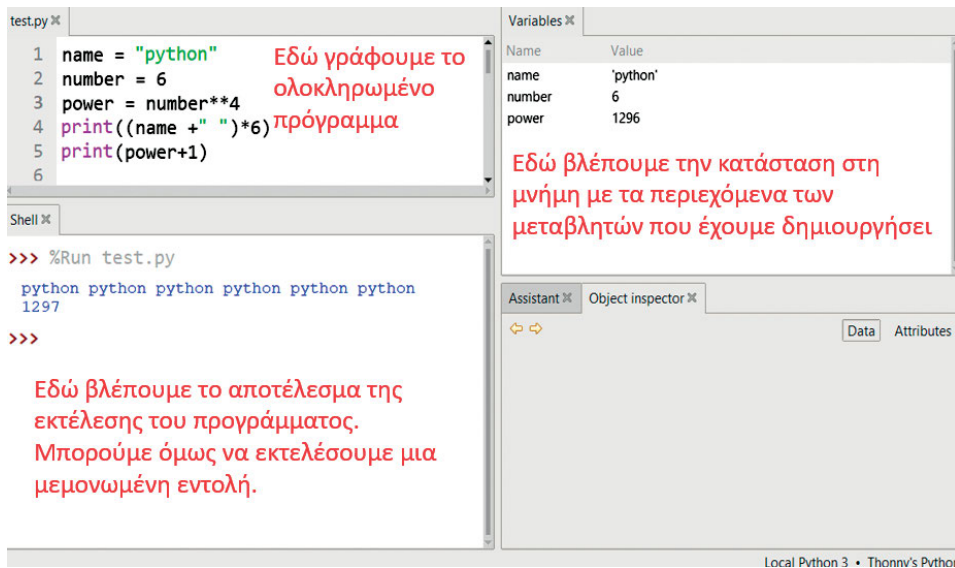 test.py
1 name = "python"
2 number = 6
3 power = number**4
4 print((name +" ")*6)
5 print(power+1)
6
Εδώ γράφουμε το
ολοκληρωμένο
πρόγραμμα
Variables
Name Value
name 'python'
number 6
power 1296
Εδώ βλέπουμε την κατάσταση στη
μνήμη με τα περιεχόμενα των
μεταβλητών που έχουμε δημιουργήσει
Shell
>>> %Run test.py
python python python python python python
1297
>>>
Εδώ βλέπουμε το αποτέλεσμα της
εκτέλεσης του προγράμματος.
Μπορούμε όμως να εκτελέσουμε μια
μεμονωμένη εντολή.
Assistant Object inspector
Data Attributes
Local Python 3 • Thonny's Python